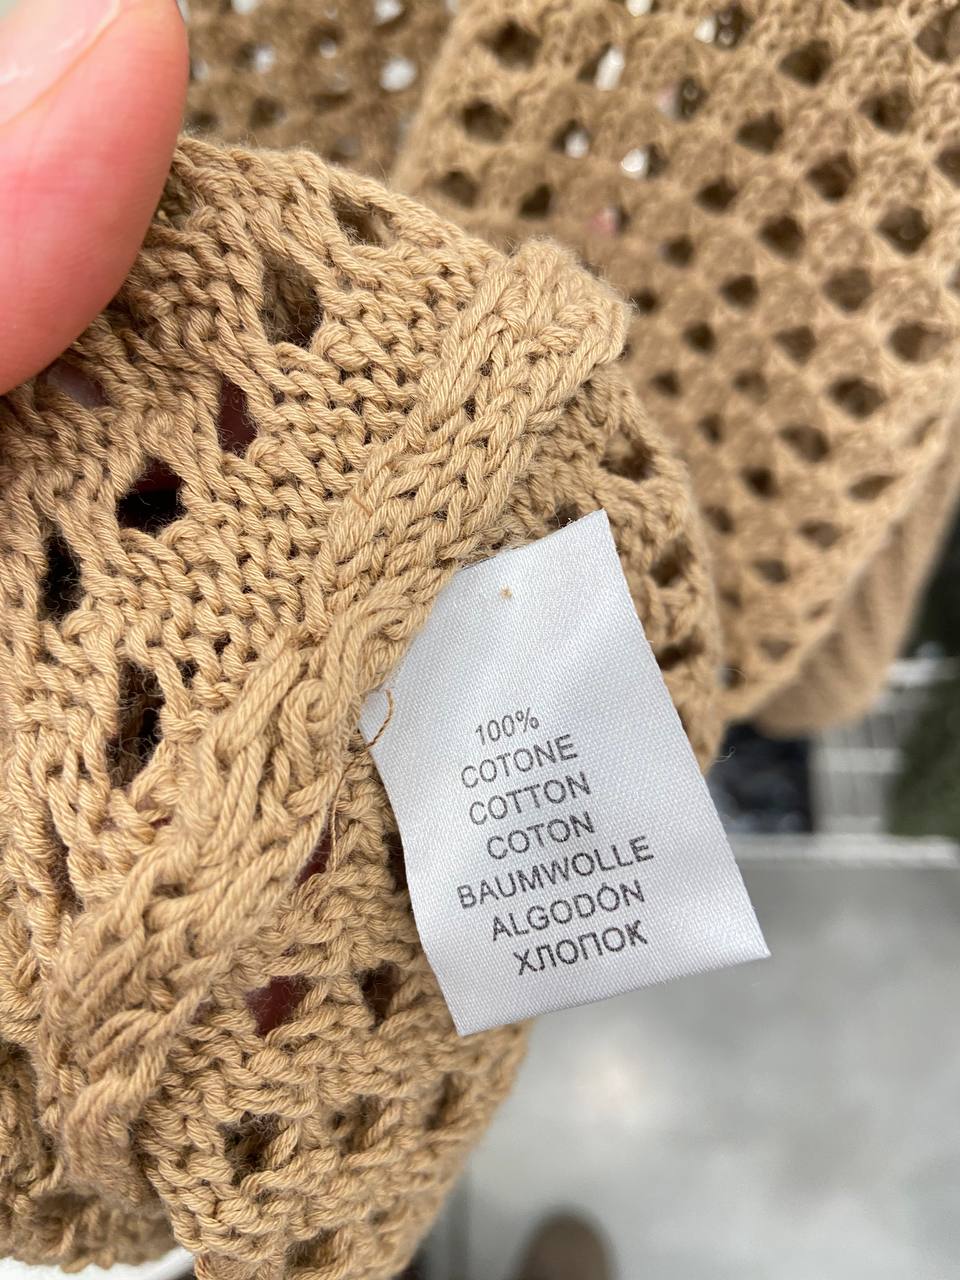 100%
COTONE
COTTON
COTON
BAUMWOLLE
ALGODÓN
ХЛОПОК